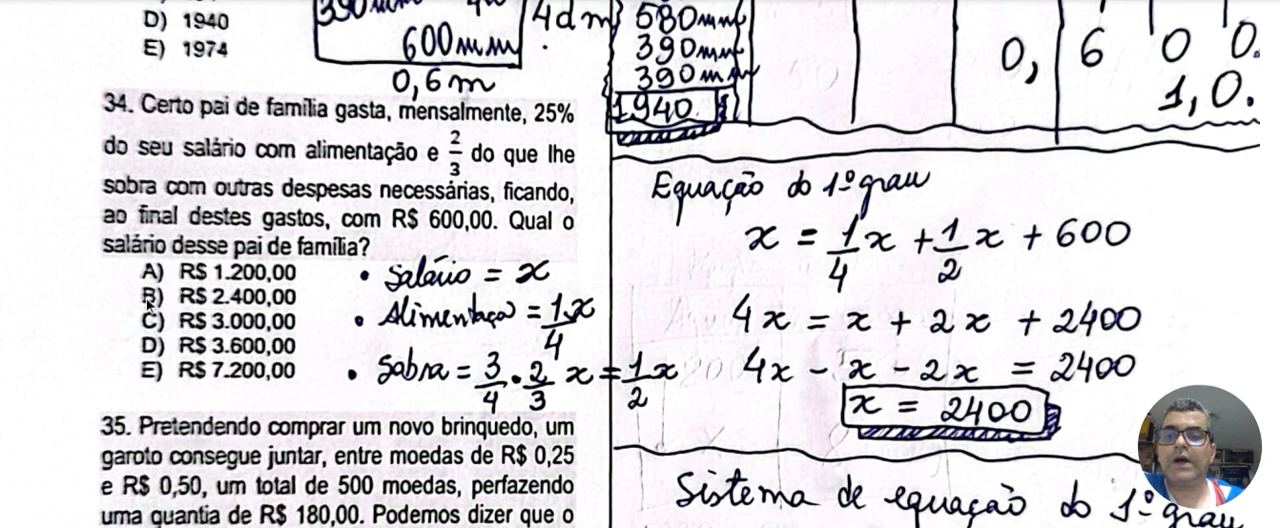 D) 1940
E) 1974
390mm
600mm
0,6m
4dm
580mm
390mm
390mm
1940
0, 6 0 0.
1,0.
34. Certo pai de família gasta, mensalmente, 25%
do seu salário com alimentação e 2/3 do que lhe
sobra com outras despesas necessárias, ficando,
ao final destes gastos, com R$ 600,00. Qual o
salário desse pai de família?
A) R$ 1.200,00
B) R$ 2.400,00
C) R$ 3.000,00
D) R$ 3.600,00
E) R$ 7.200,00
• Salário = x
• Alimentaçao = 1/4 x
• Sobra = 3/4 . 2/3 x = 1/2 x
Equação do 1º grau
x = 1/4 x + 1/2 x + 600
4x = x + 2x + 2400
4x - x - 2x = 2400
x = 2400
35. Pretendendo comprar um novo brinquedo, um
garoto consegue juntar, entre moedas de R$ 0,25
e R$ 0,50, um total de 500 moedas, perfazendo
uma quantia de R$ 180,00. Podemos dizer que o
Sistema de equação do 1º grau